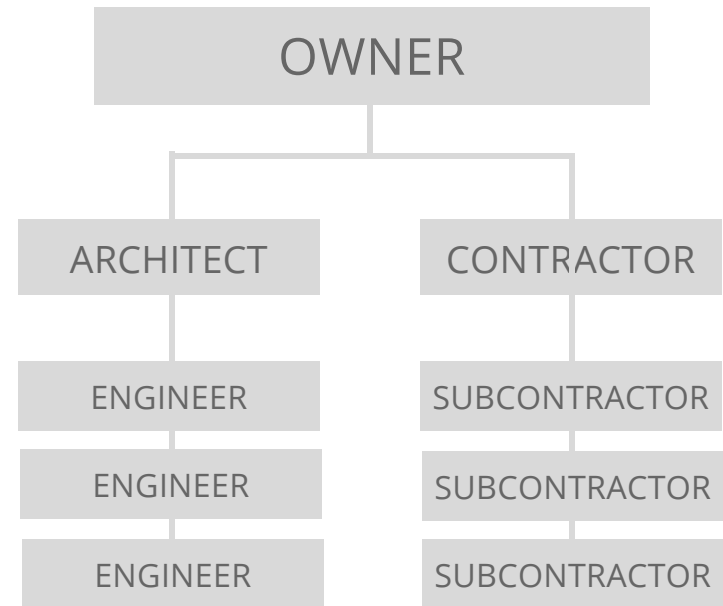 OWNER
ARCHITECT
CONTRACTOR
ENGINEER
SUBCONTRACTOR
ENGINEER
SUBCONTRACTOR
ENGINEER
SUBCONTRACTOR